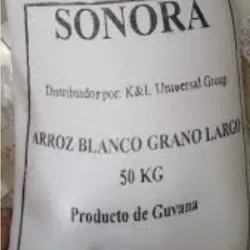 SONORA
Distribuidor por: K&L Universal Group
ARROZ BLANCO GRANO LARGO
50 KG
Producto de Guyana